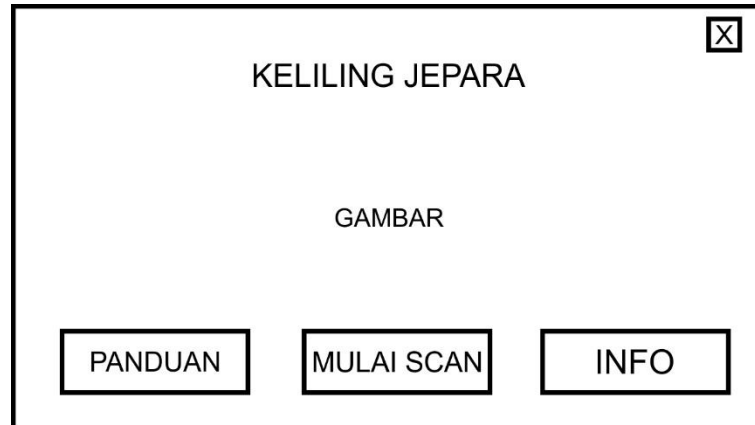 X
KELILING JEPARA
GAMBAR
PANDUAN
MULAI SCAN
INFO